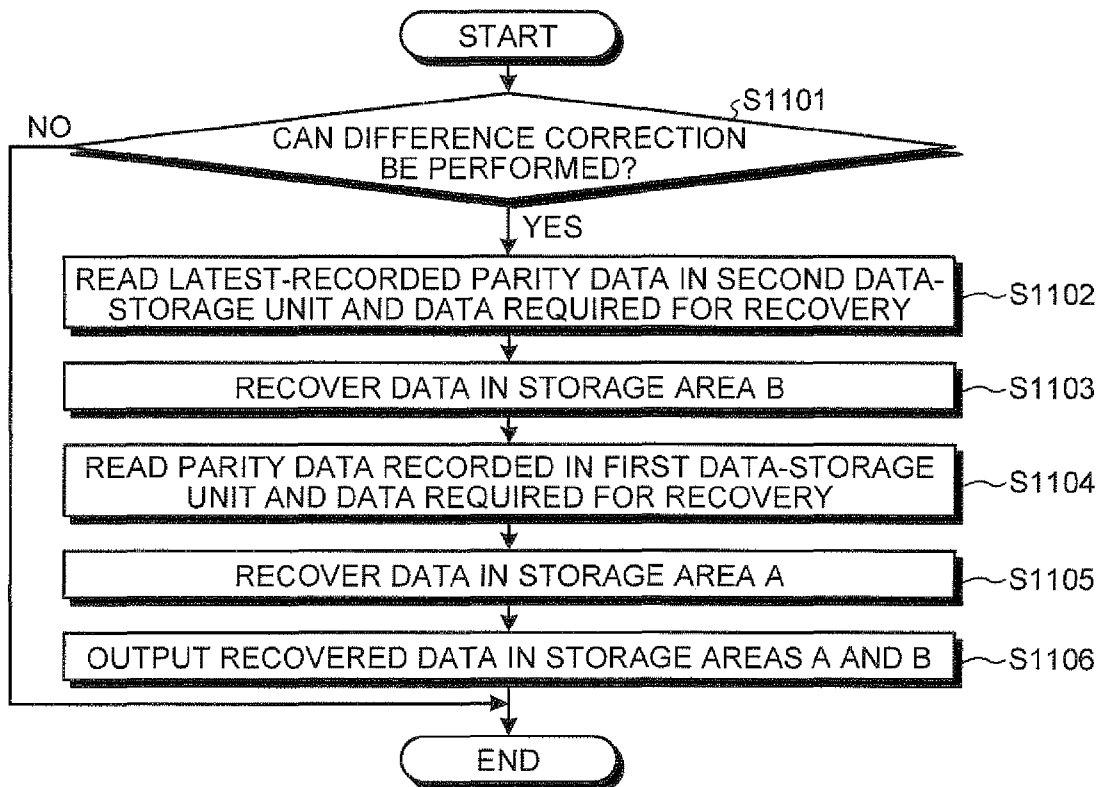 START
S1101
NO
CAN DIFFERENCE CORRECTION
BE PERFORMED?
YES
READ LATEST-RECORDED PARITY DATA IN SECOND DATA-
STORAGE UNIT AND DATA REQUIRED FOR RECOVERY
S1102
RECOVER DATA IN STORAGE AREA B
S1103
READ PARITY DATA RECORDED IN FIRST DATA-STORAGE
UNIT AND DATA REQUIRED FOR RECOVERY
S1104
RECOVER DATA IN STORAGE AREA A
S1105
OUTPUT RECOVERED DATA IN STORAGE AREAS A AND B
S1106
END